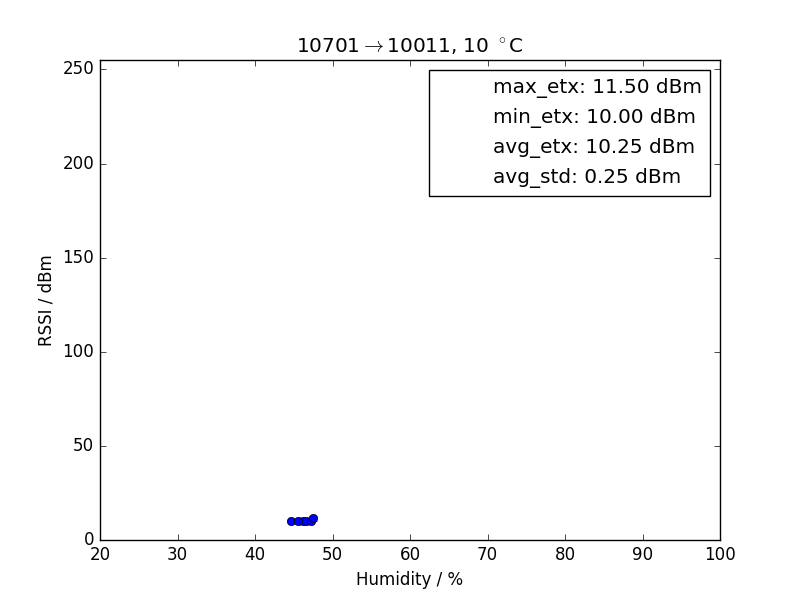 10701→10011, 10 °C
250
200
150
100
50
0
RSSI / dBm
max_etx: 11.50 dBm
min_etx: 10.00 dBm
avg_etx: 10.25 dBm
avg_std: 0.25 dBm
20 30 40 50 60 70 80 90 100
Humidity / %